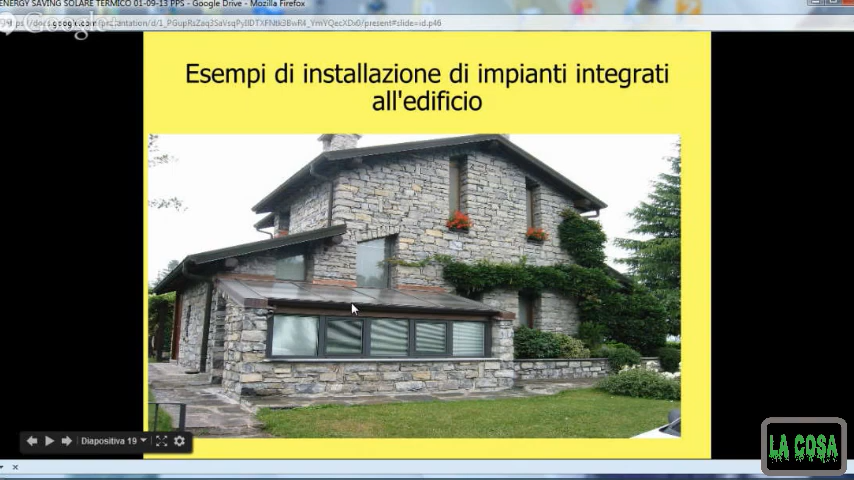 ENERGY SAVING SOLARE TERMICO 01-09-13 PPS - Google Drive - Mozilla Firefox
Google
Esempi di installazione di impianti integrati
all'edificio
Diapositiva 19
LA COSA